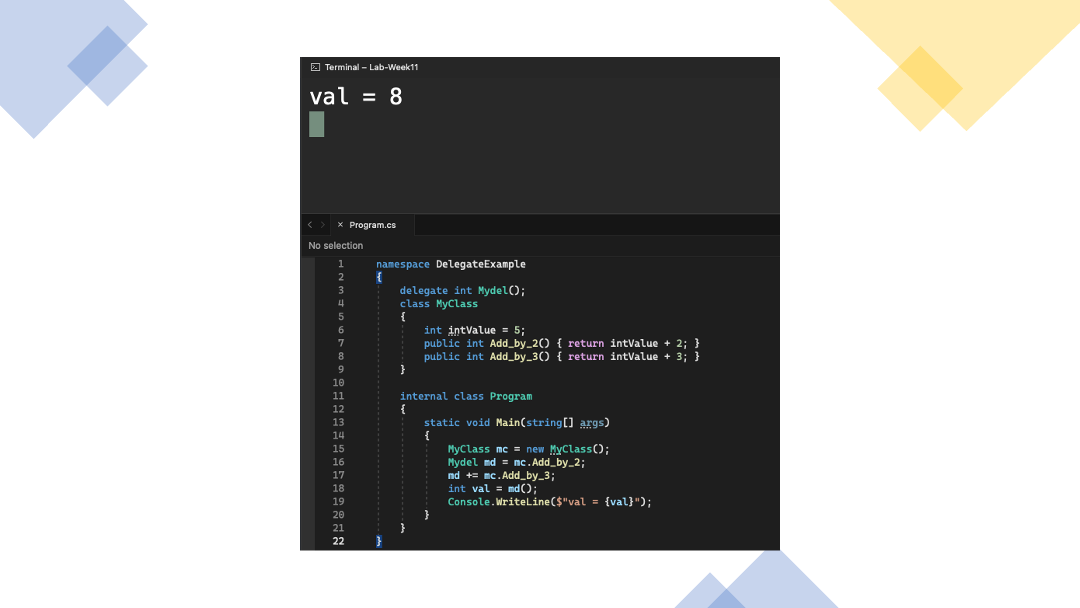 Terminal – Lab-Week11
val = 8
Program.cs
No selection
1 namespace DelegateExample
2 {
3 delegate int Mydel();
4 class MyClass
5 {
6 int intValue = 5;
7 public int Add_by_2() { return intValue + 2; }
8 public int Add_by_3() { return intValue + 3; }
9 }
10
11 internal class Program
12 {
13 static void Main(string[] args)
14 {
15 MyClass mc = new MyClass();
16 Mydel md = mc.Add_by_2;
17 md += mc.Add_by_3;
18 int val = md();
19 Console.WriteLine($"val = {val}");
20 }
21 }
22 }